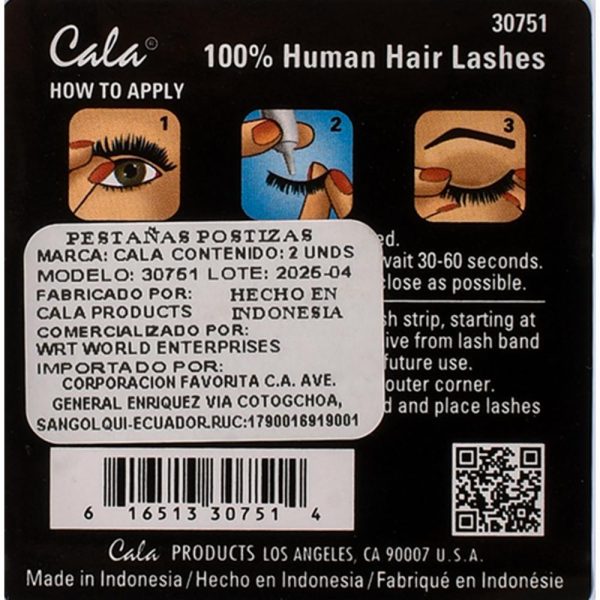 30751
Cala®
100% Human Hair Lashes
HOW TO APPLY
1
2
3
PESTAÑAS POSTIZAS
MARCA: CALA CONTENIDO: 2 UNDS
MODELO: 30751 LOTE: 2025-04
FABRICADO POR: HECHO EN
CALA PRODUCTS INDONESIA
COMERCIALIZADO POR:
WRT WORLD ENTERPRISES
IMPORTADO POR:
CORPORACION FAVORITA C.A. AVE.
GENERAL ENRIQUEZ VIA COTOGCHOA,
SANGOLQUI-ECUADOR.RUC:1790016919001
ed.
wait 30-60 seconds.
close as possible.
sh strip, starting at
ive from lash band
future use.
outer corner.
d and place lashes
6 16513 30751 4
Cala PRODUCTS LOS ANGELES, CA 90007 U.S.A.
Made in Indonesia/Hecho en Indonesia/Fabriqué en Indonésie